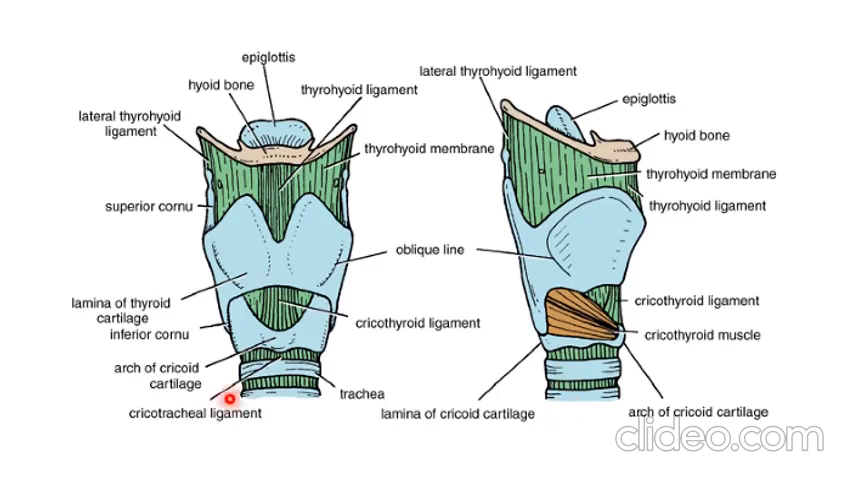 epiglottis
hyoid bone
thyrohyoid ligament
lateral thyrohyoid
ligament
thyrohyoid membrane
superior cornu
oblique line
lamina of thyroid
cartilage
inferior cornu
cricothyroid ligament
arch of cricoid
cartilage
trachea
cricotracheal ligament
lateral thyrohyoid ligament
epiglottis
hyoid bone
thyrohyoid membrane
thyrohyoid ligament
cricothyroid ligament
cricothyroid muscle
lamina of cricoid cartilage
arch of cricoid cartilage
clideo.com